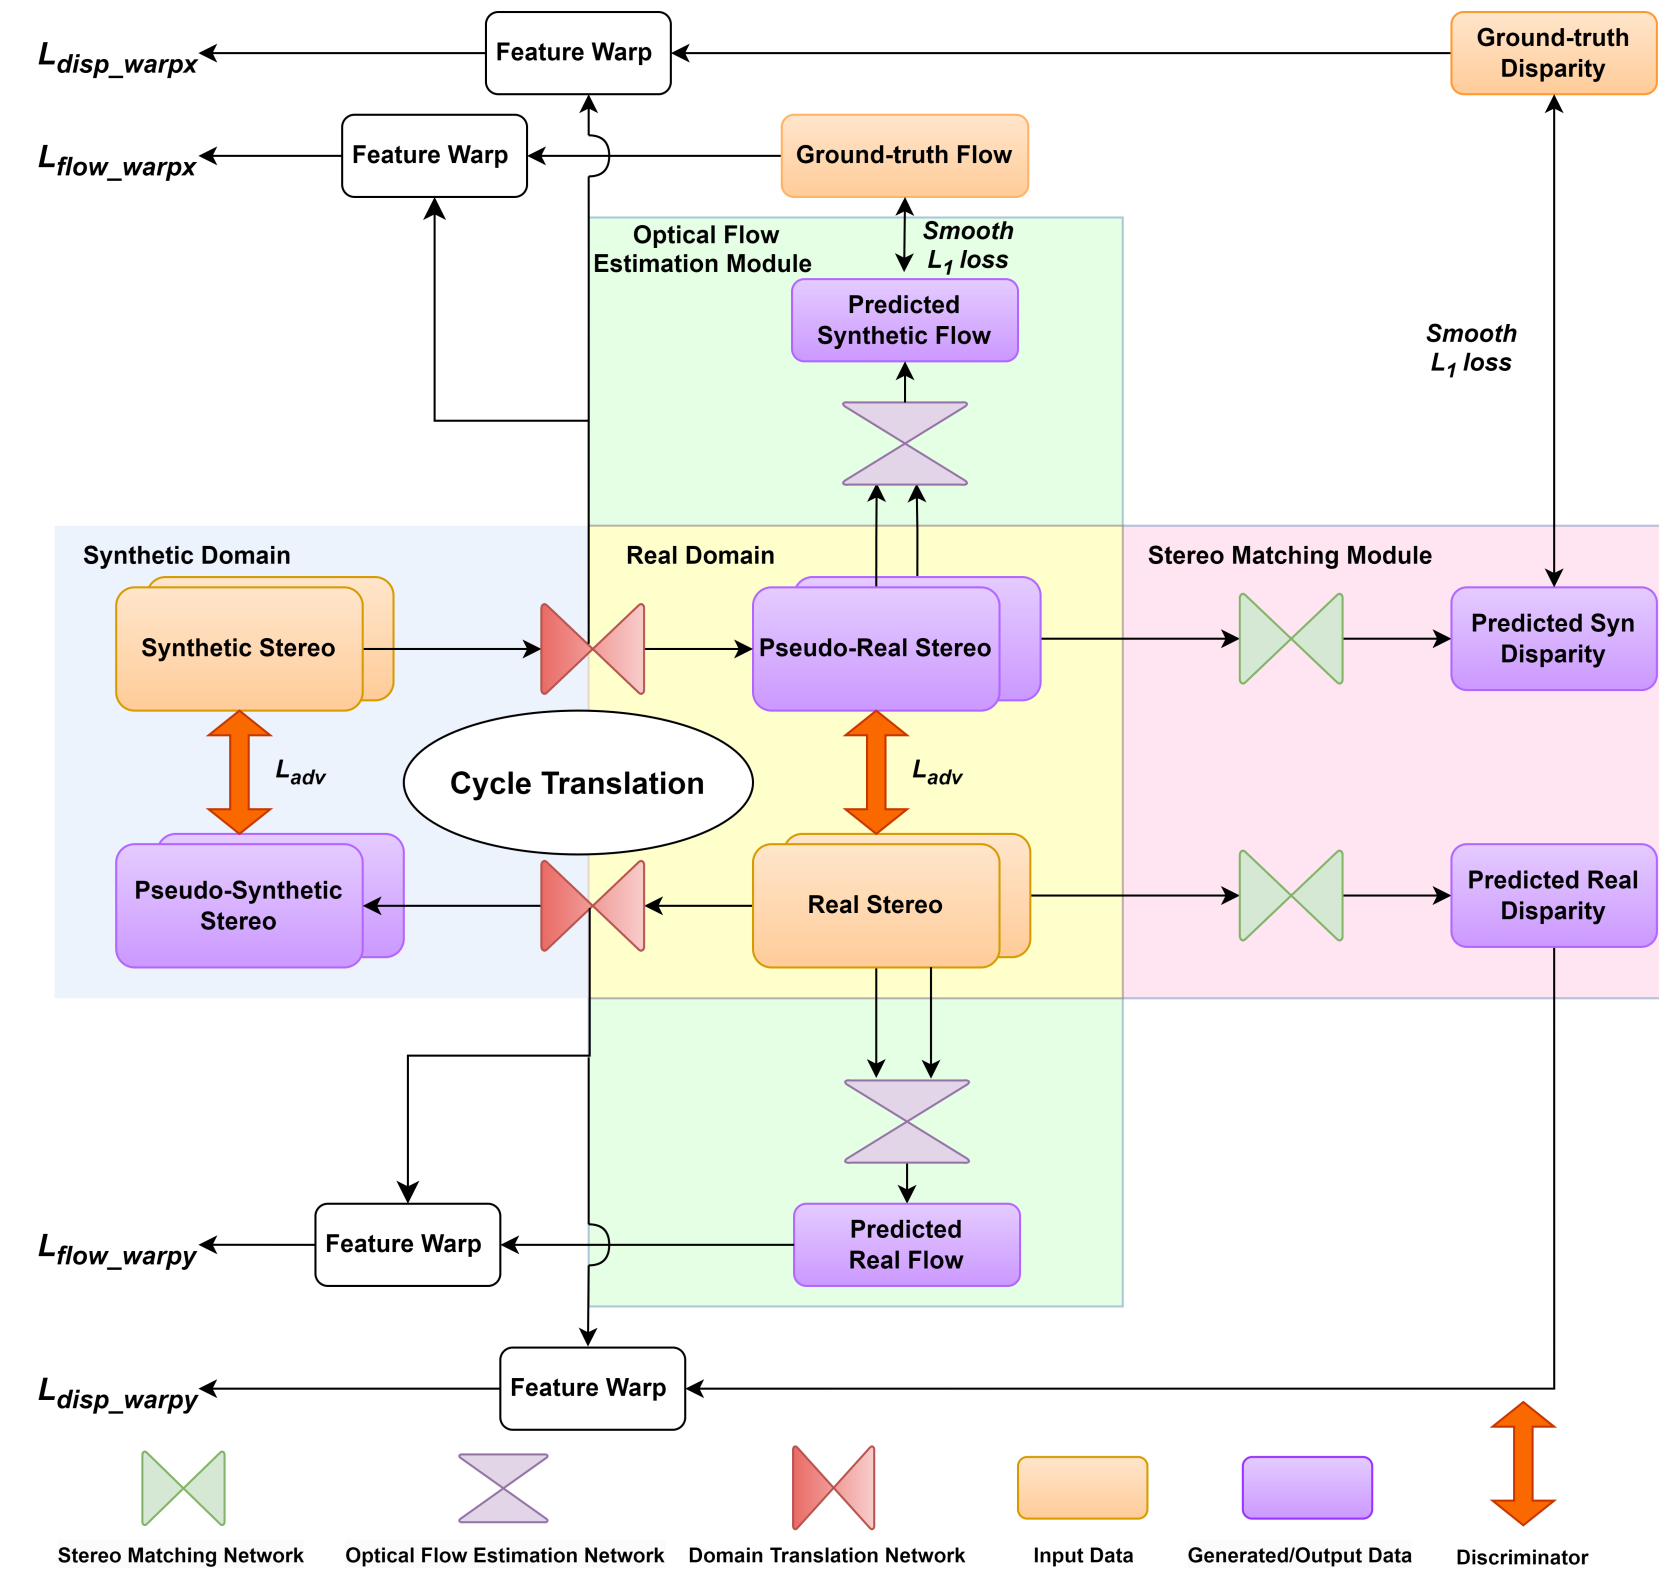 L_disp_warpx
Feature Warp
Ground-truth
Disparity
L_flow_warpx
Feature Warp
Ground-truth Flow
Optical Flow
Estimation Module
Smooth
L_1 loss
Predicted
Synthetic Flow
Smooth
L_1 loss
Synthetic Domain
Real Domain
Stereo Matching Module
Synthetic Stereo
Pseudo-Real Stereo
Predicted Syn
Disparity
L_adv
Cycle Translation
L_adv
Pseudo-Synthetic
Stereo
Real Stereo
Predicted Real
Disparity
L_flow_warpy
Feature Warp
Predicted
Real Flow
L_disp_warpy
Feature Warp
Stereo Matching Network
Optical Flow Estimation Network
Domain Translation Network
Input Data
Generated/Output Data
Discriminator